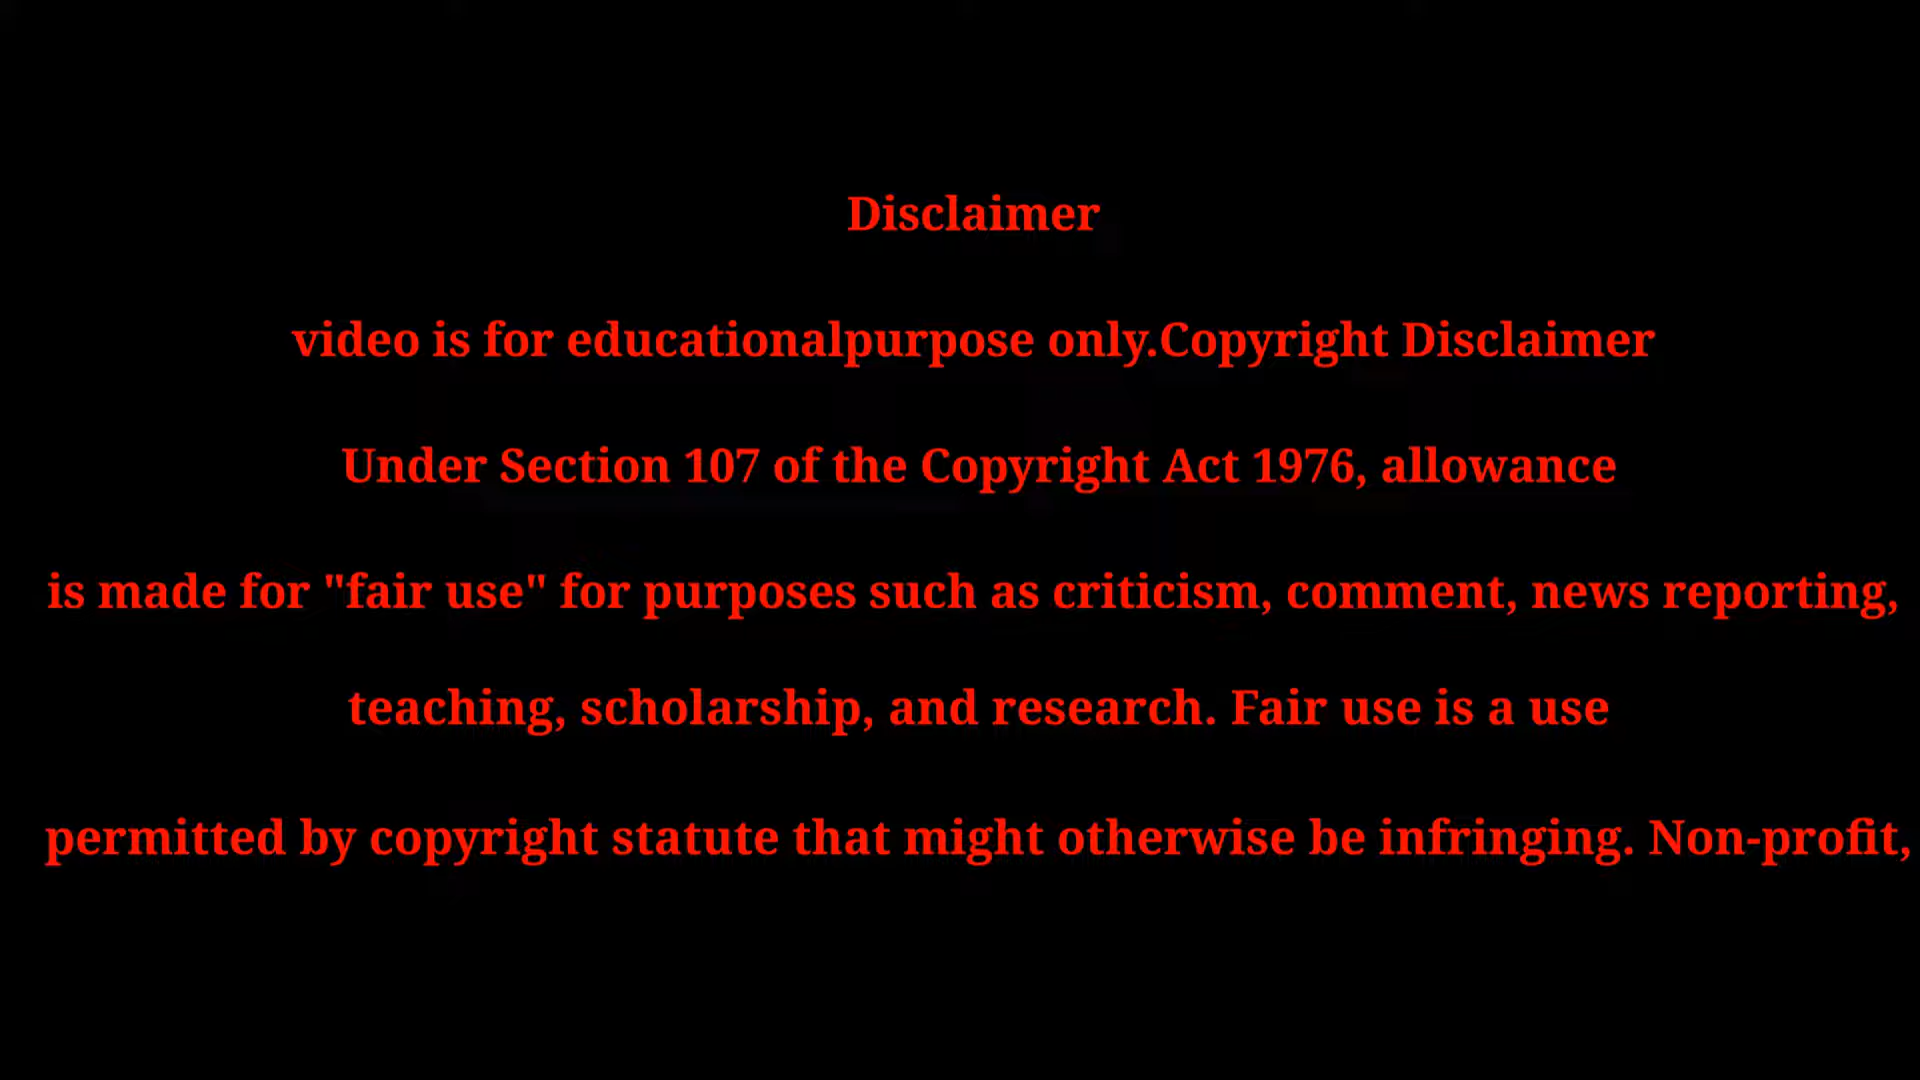 Disclaimer
video is for educationalpurpose only.Copyright Disclaimer
Under Section 107 of the Copyright Act 1976, allowance
is made for "fair use" for purposes such as criticism, comment, news reporting,
teaching, scholarship, and research. Fair use is a use
permitted by copyright statute that might otherwise be infringing. Non-profit,